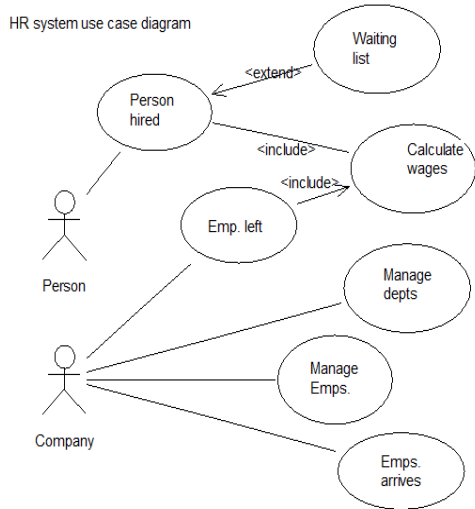 HR system use case diagram
Waiting
list
<extend>
Person
hired
<include>
Calculate
wages
<include>
Emp. left
Person
Manage
depts
Manage
Emps.
Company
Emps.
arrives